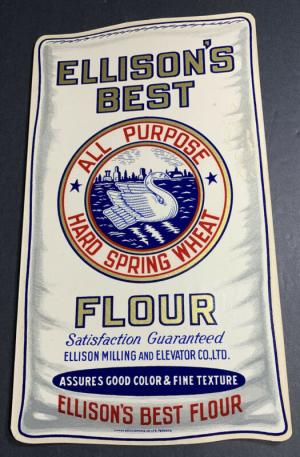 ELLISON'S
BEST
ALL PURPOSE
HARD SPRING WHEAT
FLOUR
Satisfaction Guaranteed
ELLISON MILLING AND ELEVATOR CO., LTD.
ASSURES GOOD COLOR & FINE TEXTURE
ELLISON'S BEST FLOUR